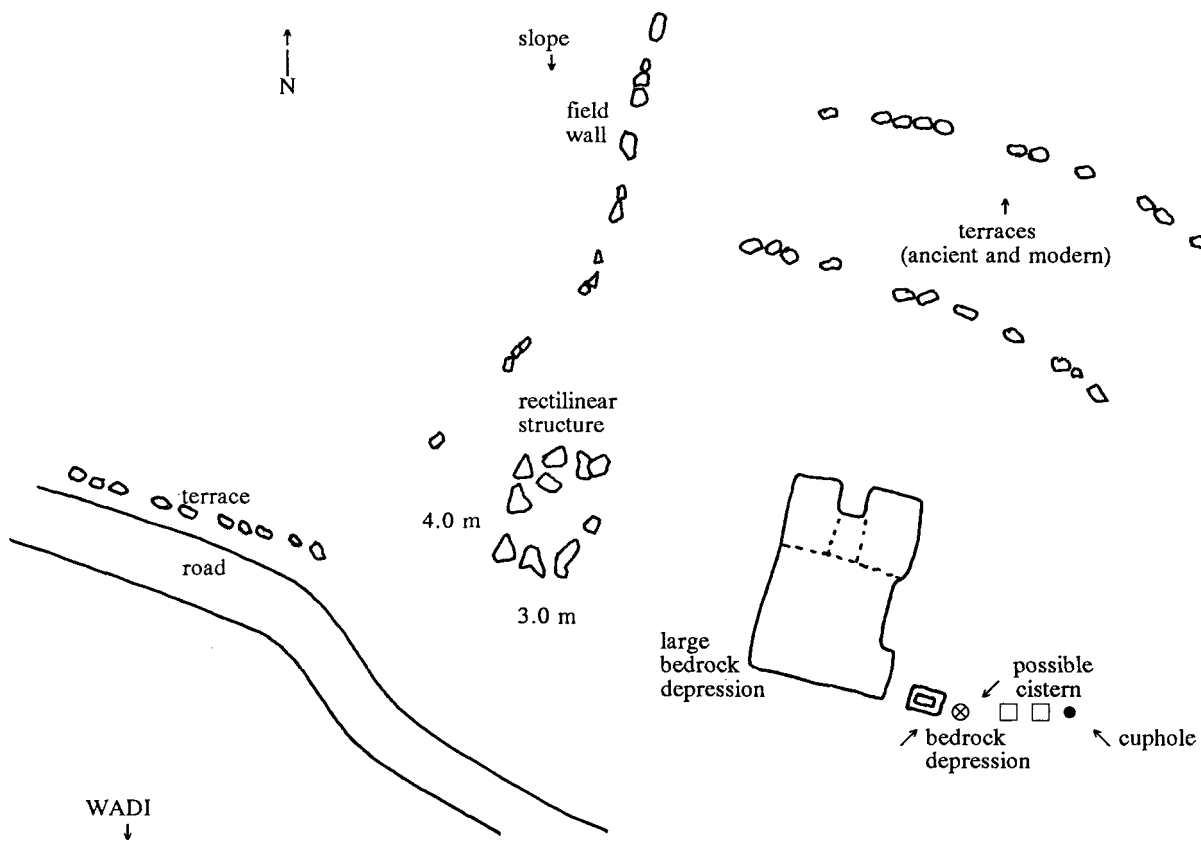 slope
N
field
wall
terraces
(ancient and modern)
rectilinear
structure
terrace
4.0 m
road
3.0 m
large
bedrock
depression
possible
cistern
bedrock
depression
cuphole
WADI